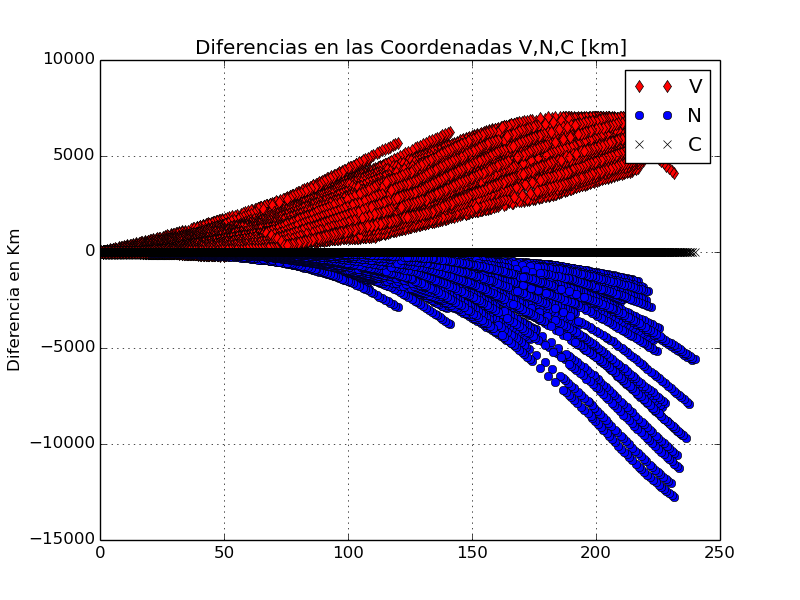 Diferencias en las Coordenadas V,N,C [km]
10000
5000
0
−5000
−10000
−15000
Diferencia en Km
0 50 100 150 200 250
V
N
C